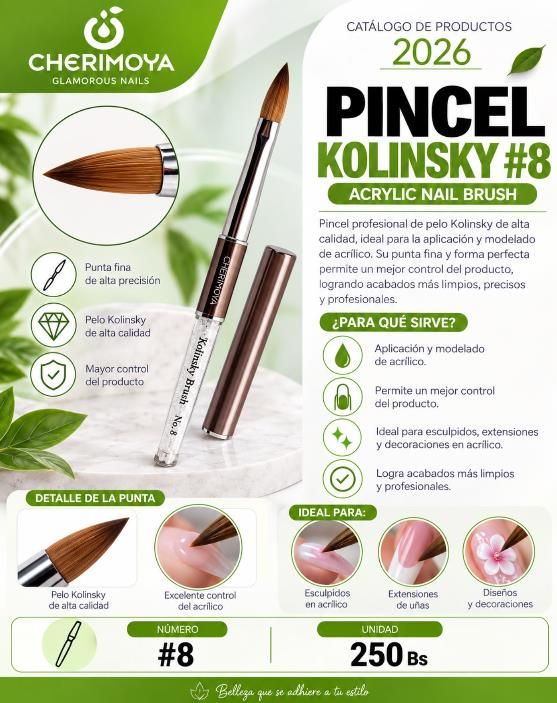 CHERIMOYA
GLAMOROUS NAILS
CATÁLOGO DE PRODUCTOS
2026
PINCEL
KOLINSKY #8
ACRYLIC NAIL BRUSH
Pincel profesional de pelo Kolinsky de alta
calidad, ideal para la aplicación y modelado
de acrílico. Su punta fina y forma perfecta
permite un mejor control del producto,
logrando acabados más limpios, precisos
y profesionales.
Punta fina
de alta precisión
Pelo Kolinsky
de alta calidad
Mayor control
del producto
CHERIMOYA
Kolinsky Brush No. 8
¿PARA QUÉ SIRVE?
Aplicación y modelado
de acrílico.
Permite un mejor control
del producto.
Ideal para esculpidos, extensiones
y decoraciones en acrílico.
Logra acabados más limpios
y profesionales.
DETALLE DE LA PUNTA
Pelo Kolinsky
de alta calidad
Excelente control
del acrílico
IDEAL PARA:
Esculpidos
en acrílico
Extensiones
de uñas
Diseños
y decoraciones
NÚMERO
#8
UNIDAD
250 Bs
Belleza que se adhiere a tu estilo